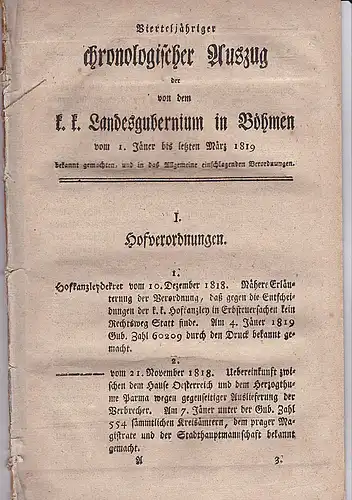 Vierteljähriger
chronologischer Auszug
der
von dem
k. k. Landesgubernium in Böhmen
vom 1. Jäner bis letzten März 1819
bekannt gemachten, und in das Allgemeine einschlagenden Verordnungen.
I.
Hofverordnungen.
1.
Hofkanzleydekret vom 10. Dezember 1818. Nähere Erläu-
terung der Verordnung, daß gegen die Entschei-
dungen der k. k. Hofkanzley in Erbsteuersachen kein
Rechtsweg Statt finde. Am 4. Jäner 1819
Gub. Zahl 60209 durch den Druck bekannt ge-
macht.
2.
vom 21. November 1818. Uebereinkunft zwi-
schen dem Hause Oesterreich und dem Herzogthu-
me Parma wegen gegenseitiger Auslieferung der
Verbrecher. Am 7. Jäner unter der Gub. Zahl
554 sämmtlichen Kreisämtern, dem prager Ma-
gistrate und der Stadthauptmannschaft bekannt
gemacht.
A 3.